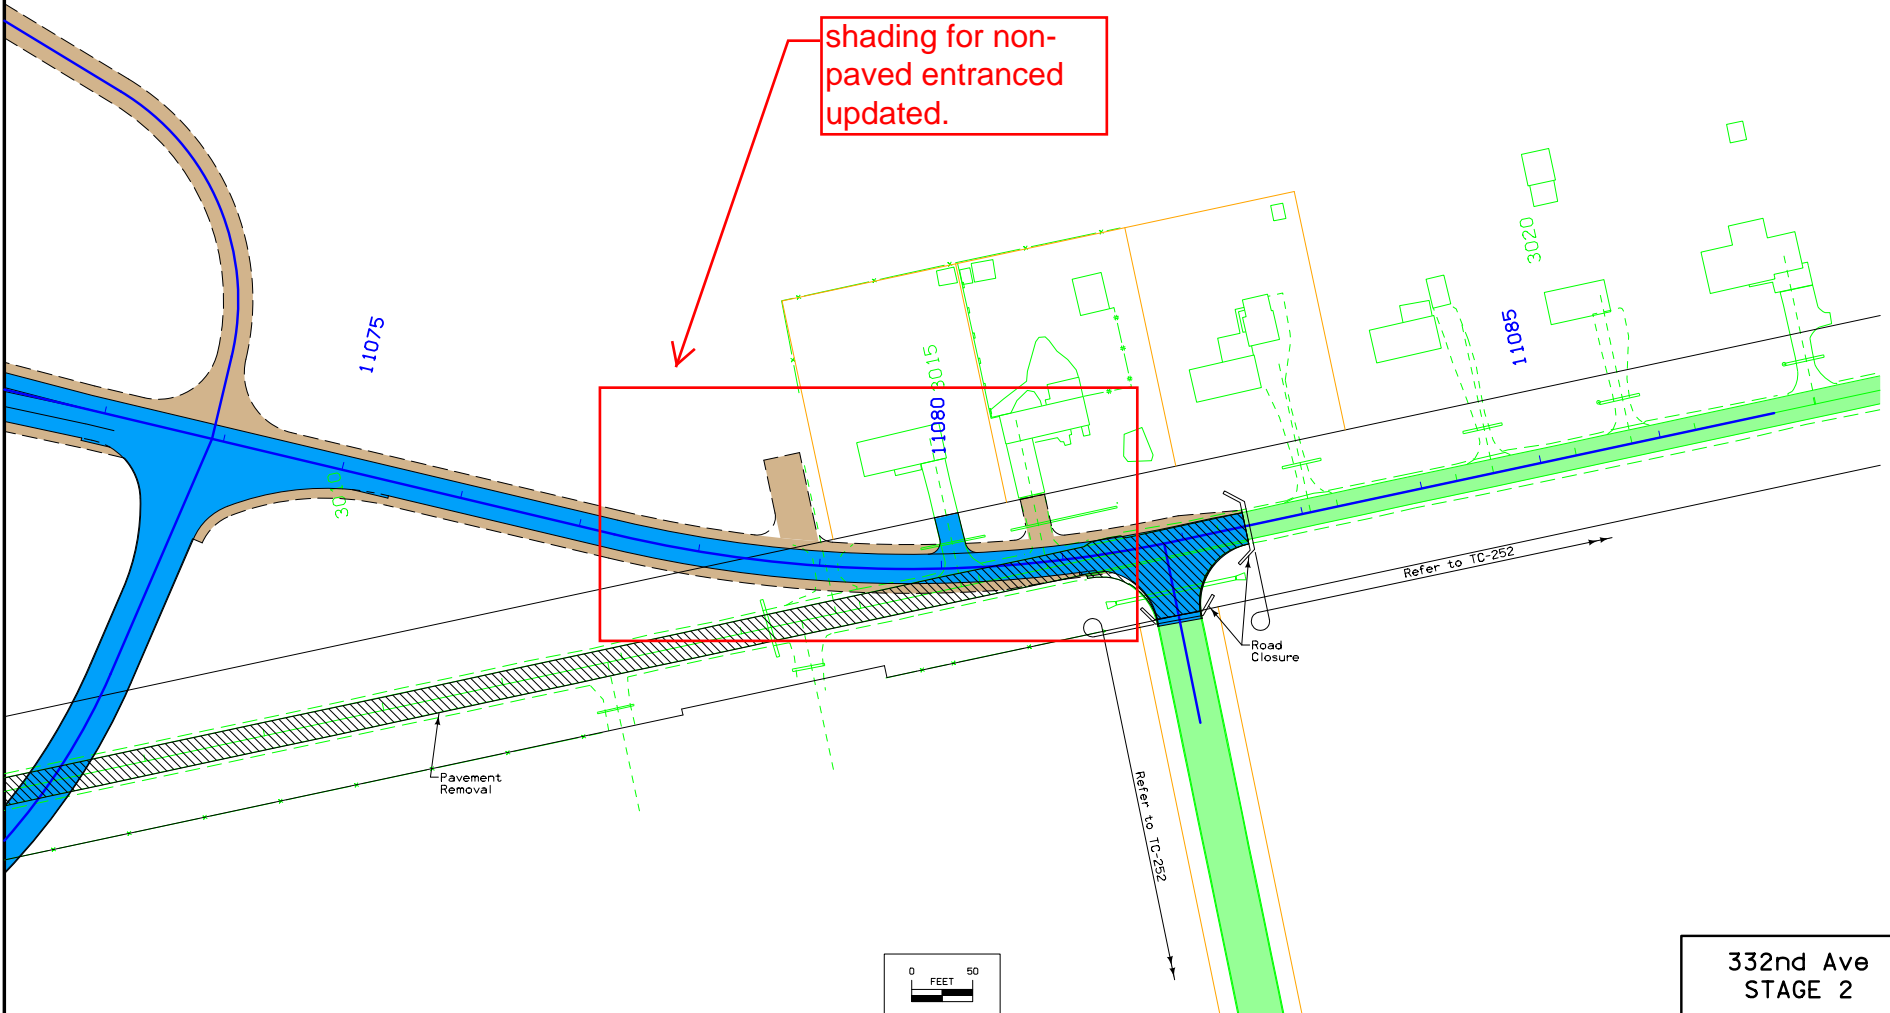 shading for non-
paved entranced
updated.
3020
11075
11085
3015
11080
Refer to TC-252
Road
Closure
Pavement
Removal
Refer to TC-252
0 50
FEET
332nd Ave
STAGE 2